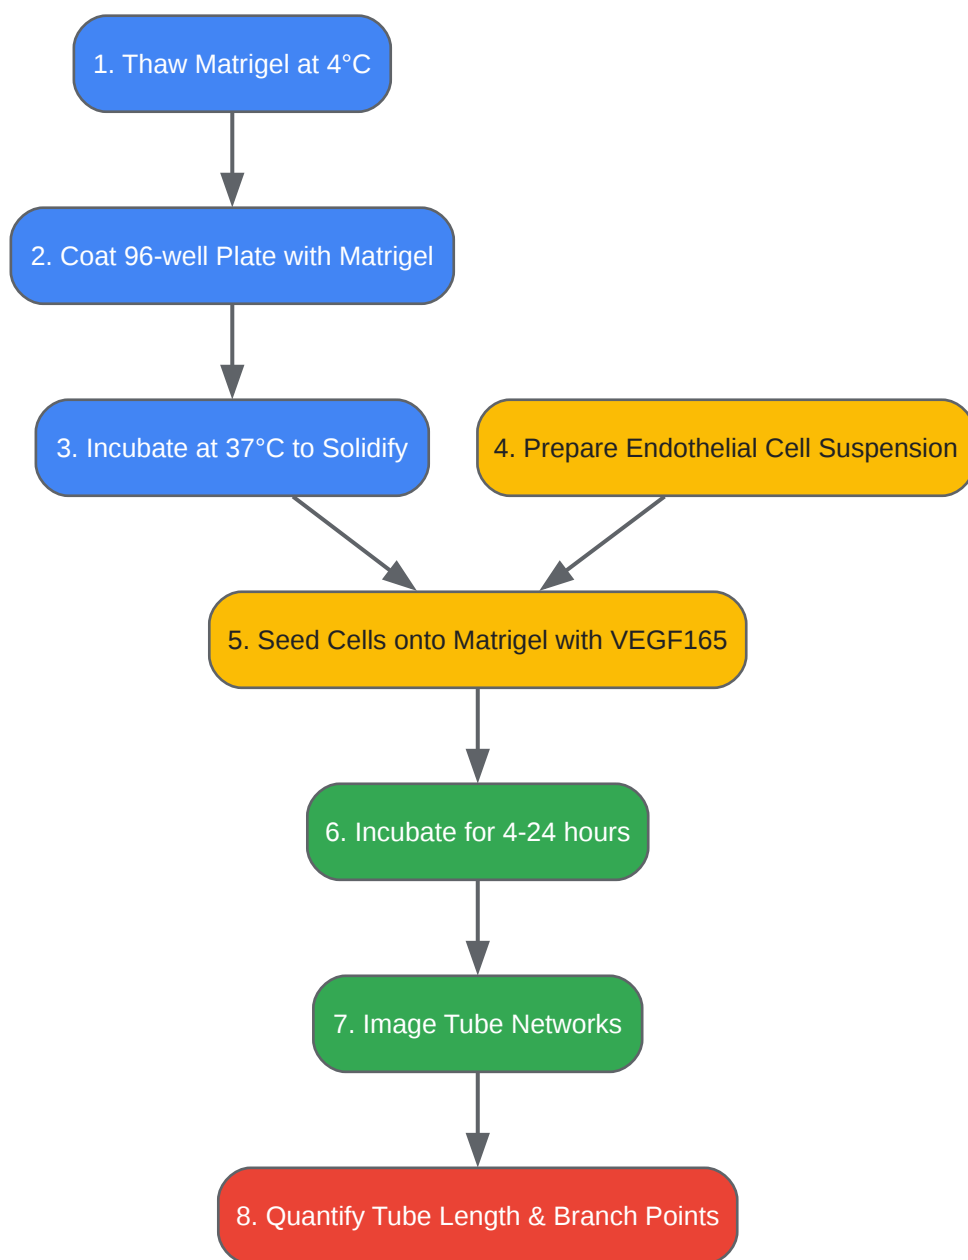 1. Thaw Matrigel at 4°C
2. Coat 96-well Plate with Matrigel
3. Incubate at 37°C to Solidify
4. Prepare Endothelial Cell Suspension
5. Seed Cells onto Matrigel with VEGF165
6. Incubate for 4-24 hours
7. Image Tube Networks
8. Quantify Tube Length & Branch Points